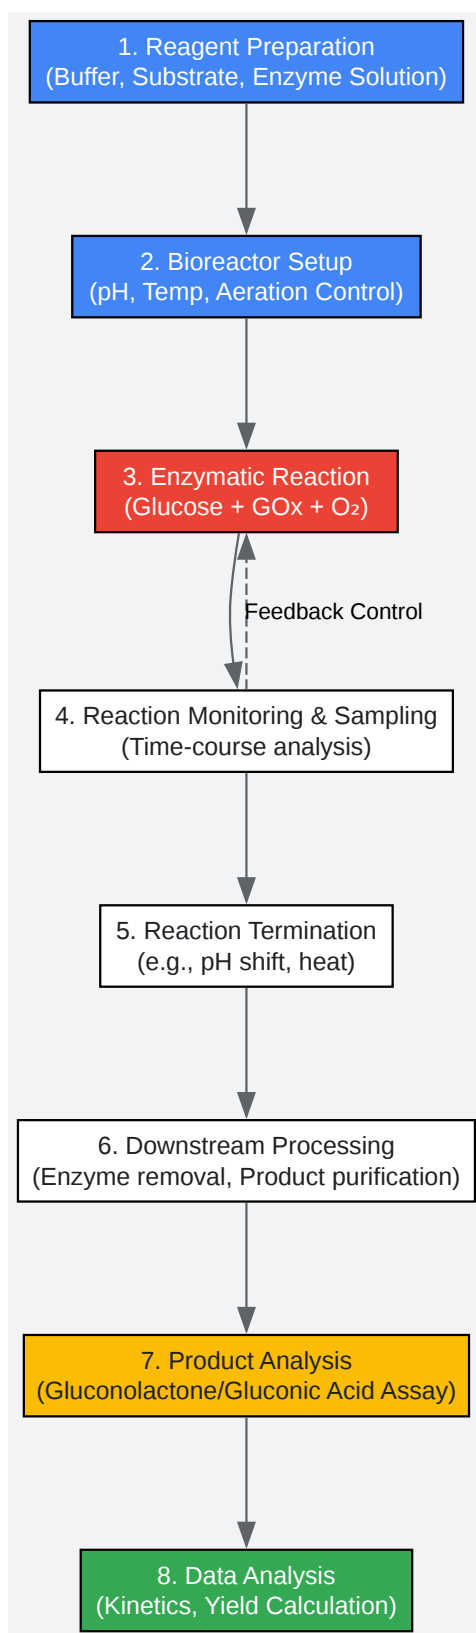 1. Reagent Preparation
(Buffer, Substrate, Enzyme Solution)
2. Bioreactor Setup
(pH, Temp, Aeration Control)
3. Enzymatic Reaction
(Glucose + GOx + O₂)
Feedback Control
4. Reaction Monitoring & Sampling
(Time-course analysis)
5. Reaction Termination
(e.g., pH shift, heat)
6. Downstream Processing
(Enzyme removal, Product purification)
7. Product Analysis
(Gluconolactone/Gluconic Acid Assay)
8. Data Analysis
(Kinetics, Yield Calculation)